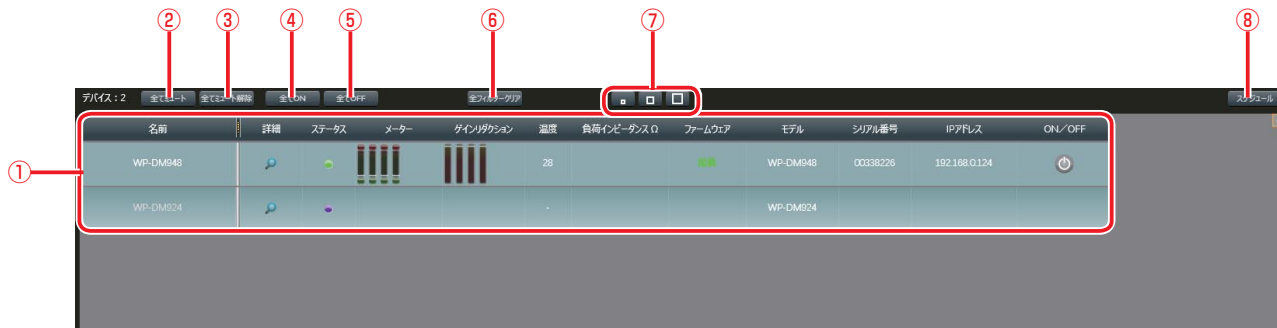 ② ③ ④ ⑤ ⑥ ⑦ ⑧
デバイス : 2 全てミュート 全てミュート解除 全てON 全てOFF 全フィルタークリア スケジュール
① 名前 詳細 ステータス メーター ゲインリダクション 温度 負荷インピーダンス Ω ファームウェア モデル シリアル番号 IPアドレス ON/OFF
WP-DM948 28 WP-DM948 00338226 192.168.0.124
WP-DM924 - WP-DM924